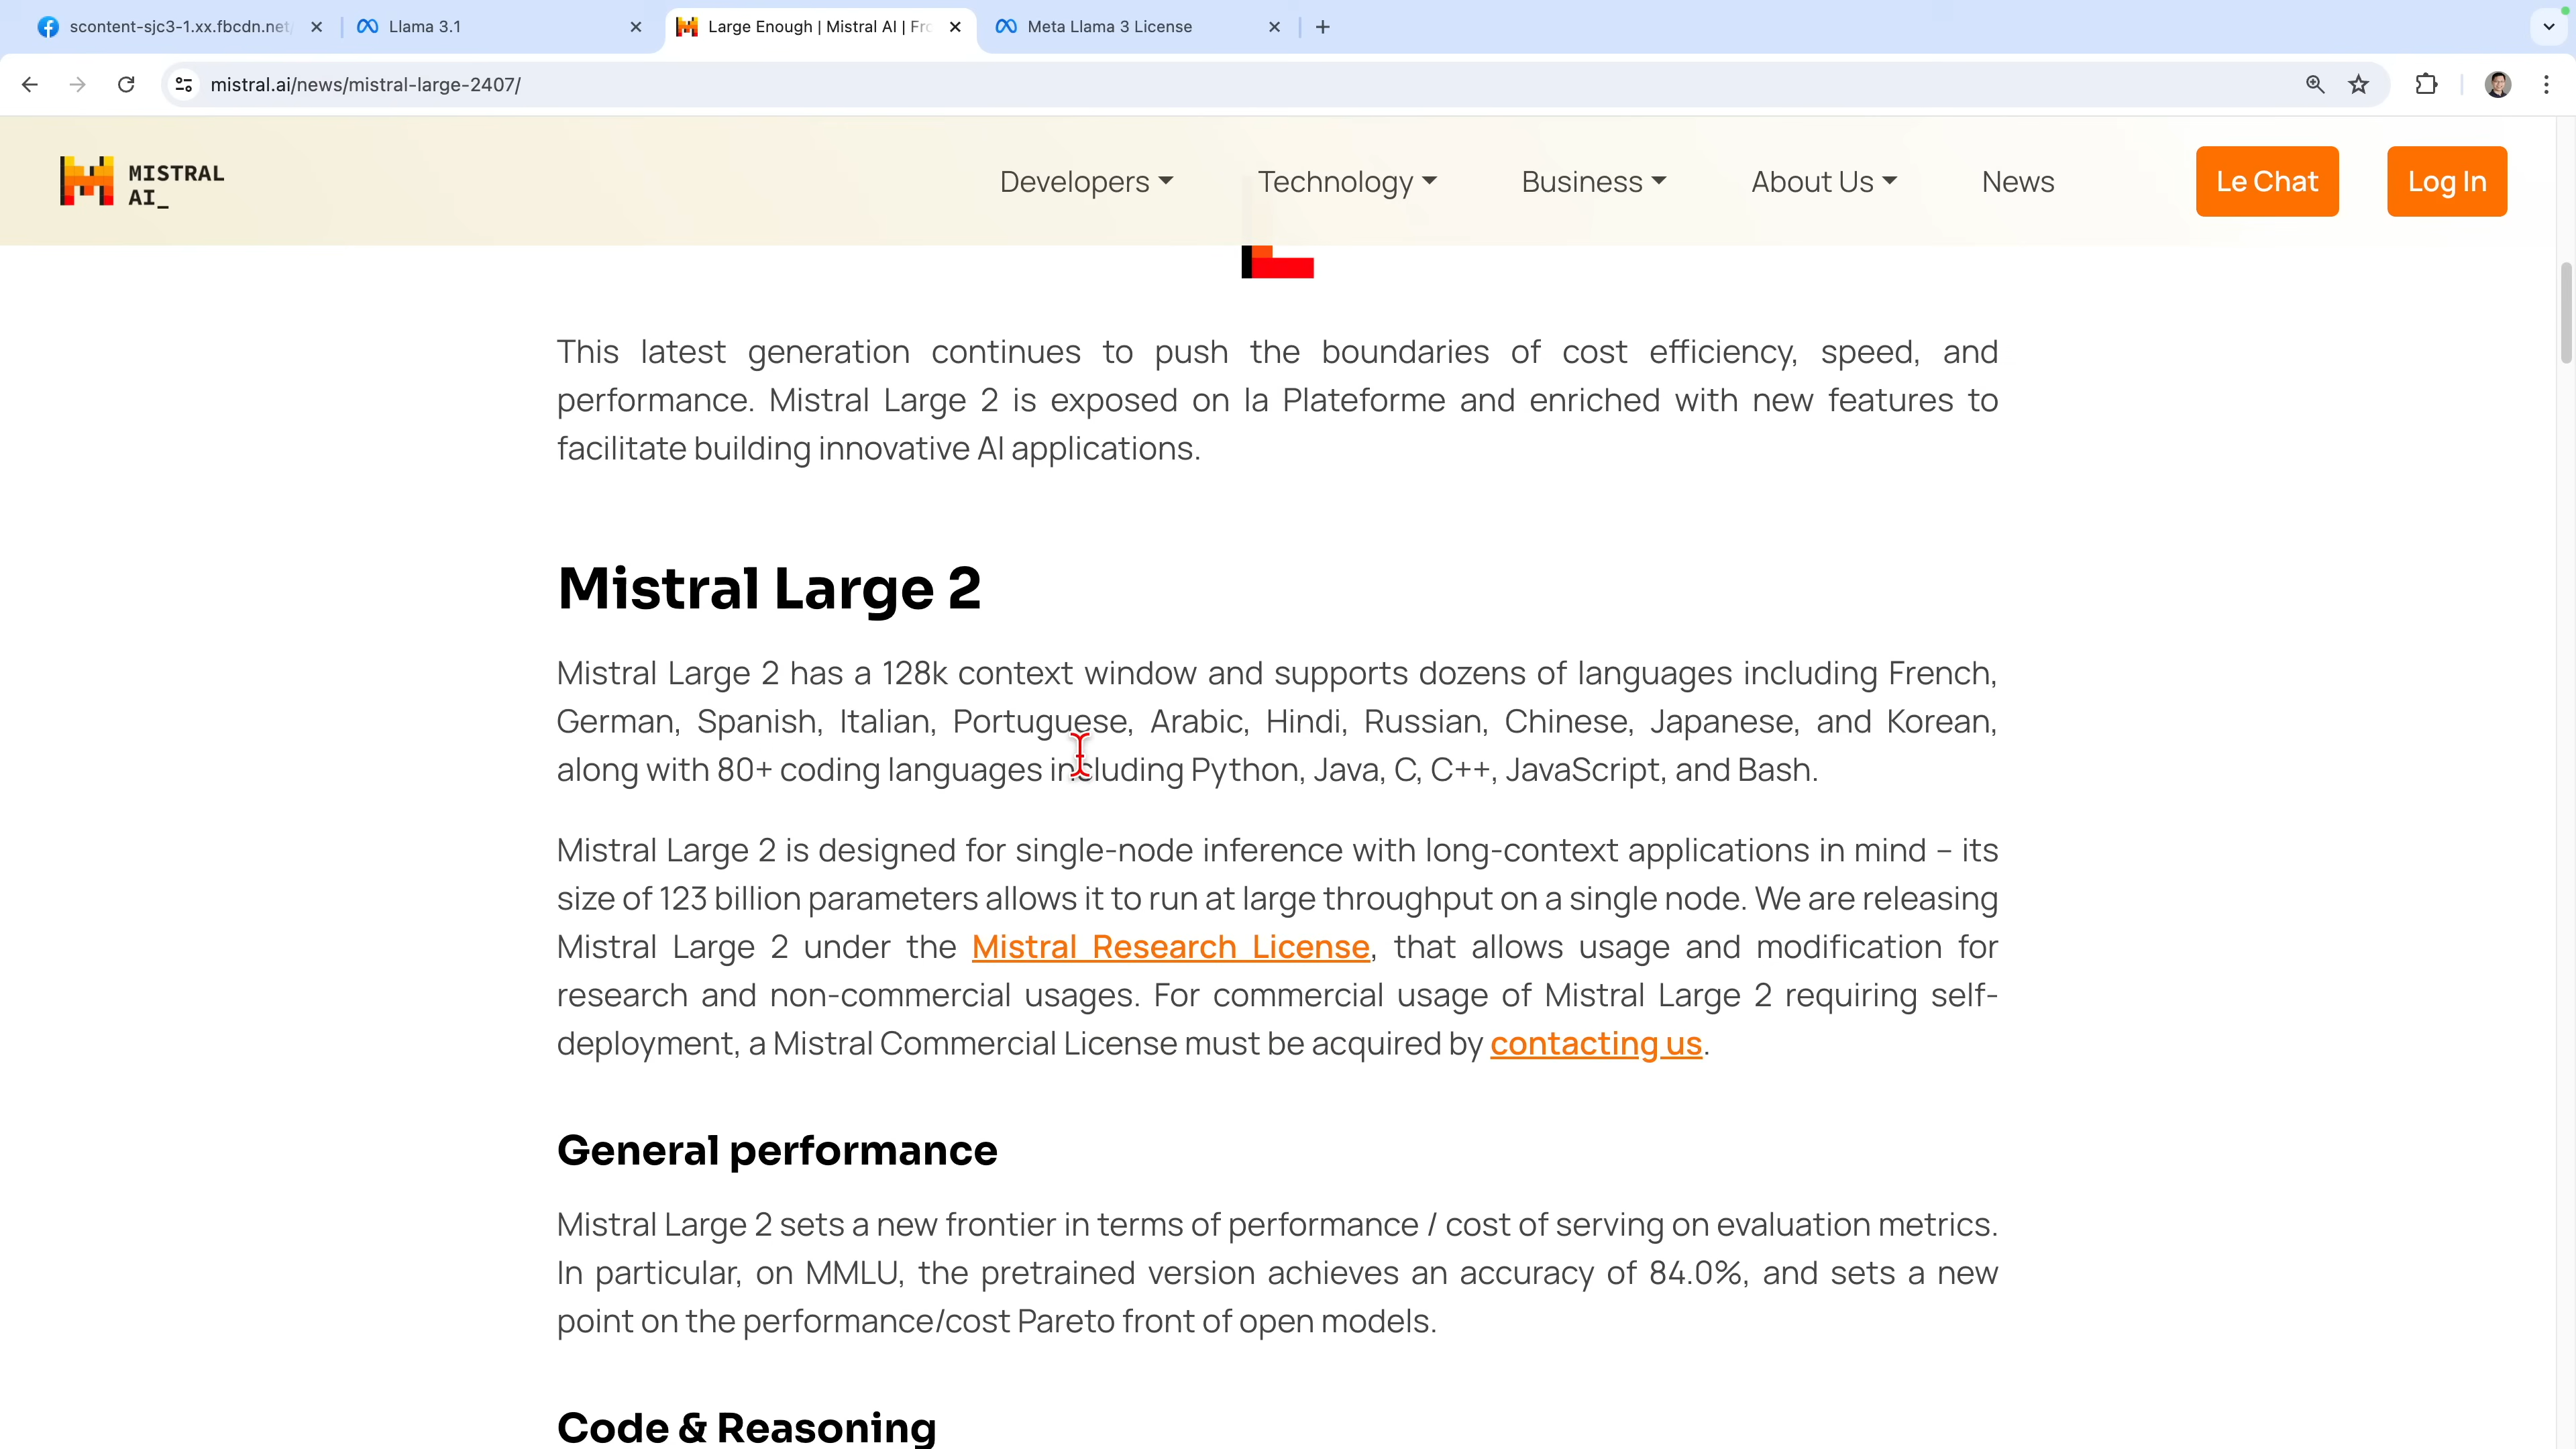 scontent-sjc3-1.xx.fbcdn.net
Llama 3.1
Large Enough | Mistral AI | Fro
Meta Llama 3 License
mistral.ai/news/mistral-large-2407/
MISTRAL
AI_
Developers
Technology
Business
About Us
News
Le Chat
Log In
This latest generation continues to push the boundaries of cost efficiency, speed, and
performance. Mistral Large 2 is exposed on la Plateforme and enriched with new features to
facilitate building innovative AI applications.
Mistral Large 2
Mistral Large 2 has a 128k context window and supports dozens of languages including French,
German, Spanish, Italian, Portuguese, Arabic, Hindi, Russian, Chinese, Japanese, and Korean,
along with 80+ coding languages including Python, Java, C, C++, JavaScript, and Bash.
Mistral Large 2 is designed for single-node inference with long-context applications in mind – its
size of 123 billion parameters allows it to run at large throughput on a single node. We are releasing
Mistral Large 2 under the Mistral Research License, that allows usage and modification for
research and non-commercial usages. For commercial usage of Mistral Large 2 requiring self-
deployment, a Mistral Commercial License must be acquired by contacting us.
General performance
Mistral Large 2 sets a new frontier in terms of performance / cost of serving on evaluation metrics.
In particular, on MMLU, the pretrained version achieves an accuracy of 84.0%, and sets a new
point on the performance/cost Pareto front of open models.
Code & Reasoning